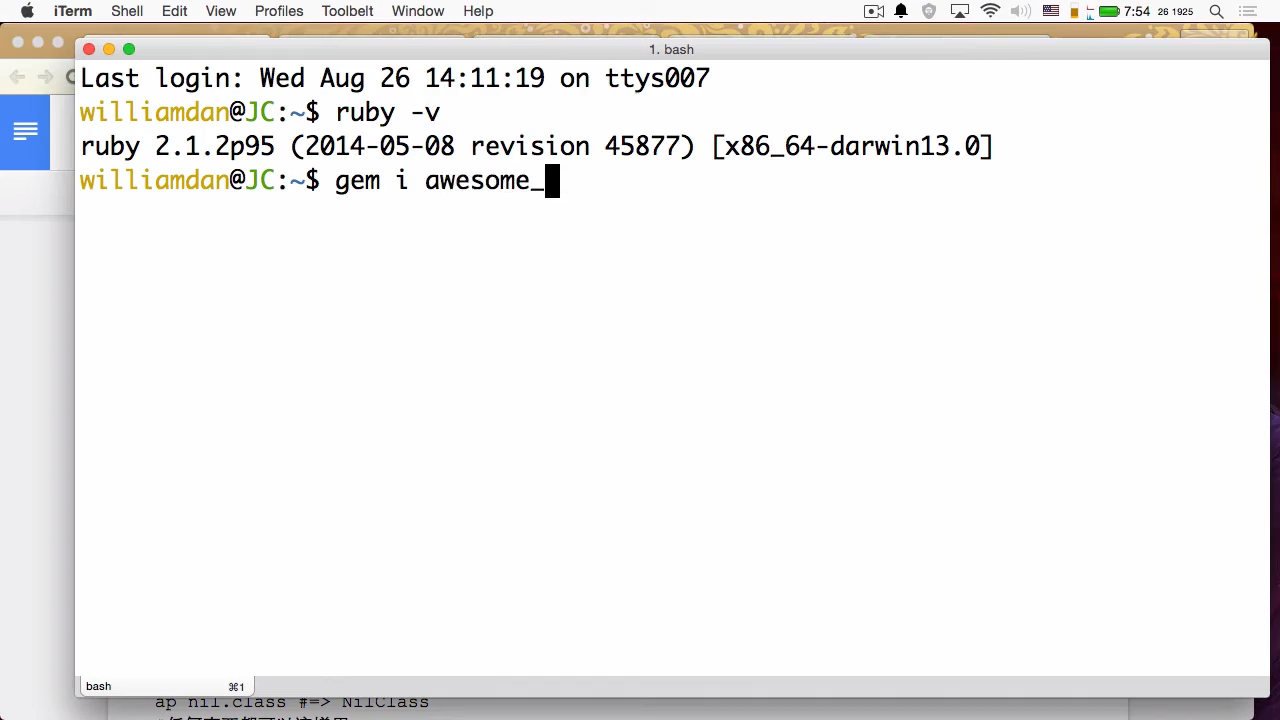 iTerm Shell Edit View Profiles Toolbelt Window Help 7:54 26 1925
1. bash
Last login: Wed Aug 26 14:11:19 on ttys007
williamdan@JC:~$ ruby -v
ruby 2.1.2p95 (2014-05-08 revision 45877) [x86_64-darwin13.0]
williamdan@JC:~$ gem i awesome_
bash ⌘1
ap nil.class #=> NilClass